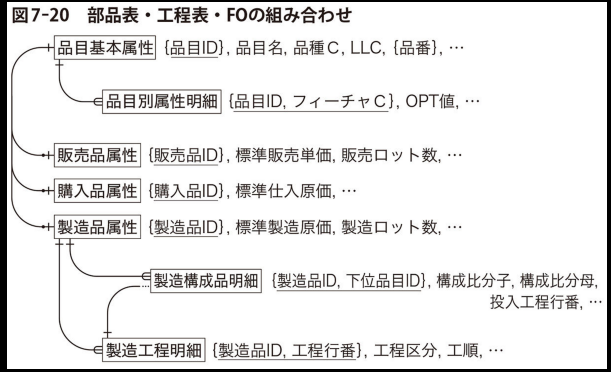 図7-20 部品表・工程表・FOの組み合わせ
品目基本属性 {品目ID}, 品目名, 品種C, LLC, {品番}, …
品目別属性明細 {品目ID, フィーチャC}, OPT値, …
販売品属性 {販売品ID}, 標準販売単価, 販売ロット数, …
購入品属性 {購入品ID}, 標準仕入原価, …
製造品属性 {製造品ID}, 標準製造原価, 製造ロット数, …
製造構成品明細 {製造品ID, 下位品目ID}, 構成比分子, 構成比分母,
投入工程行番, …
製造工程明細 {製造品ID, 工程行番}, 工程区分, 工順, …